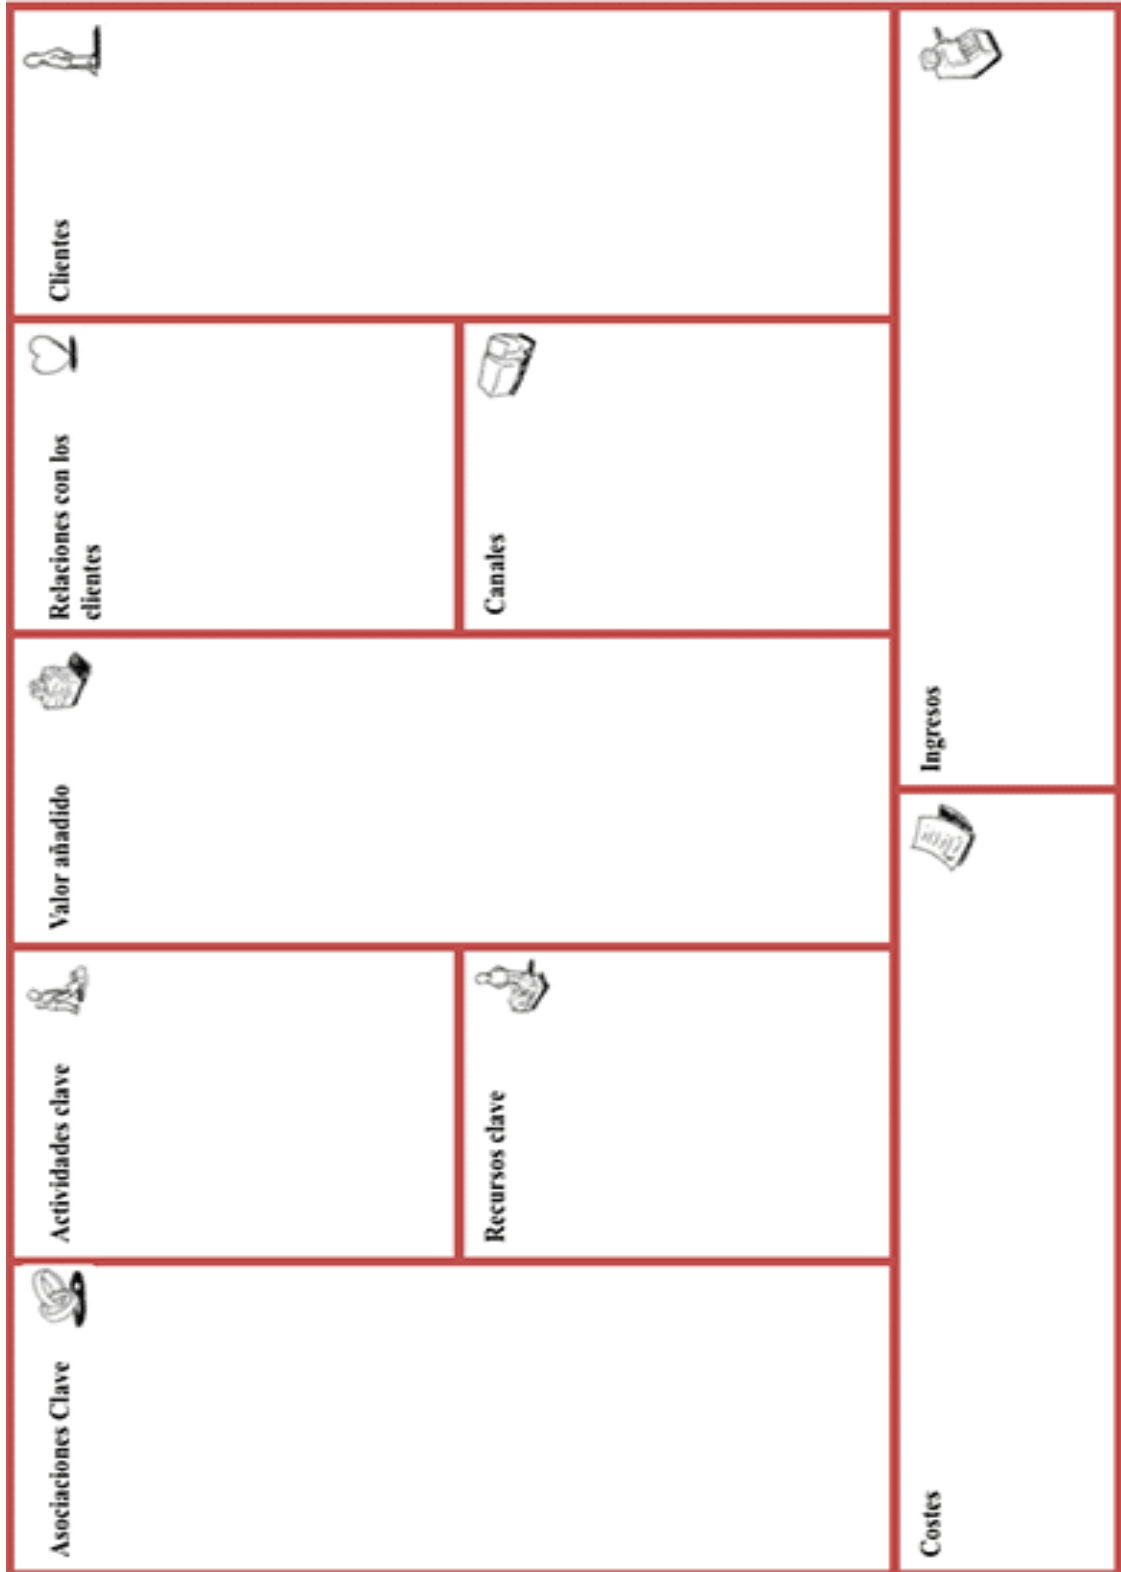 Asociaciones Clave
Actividades clave
Recursos clave
Valor añadido
Relaciones con los
clientes
Canales
Clientes
Costes
Ingresos